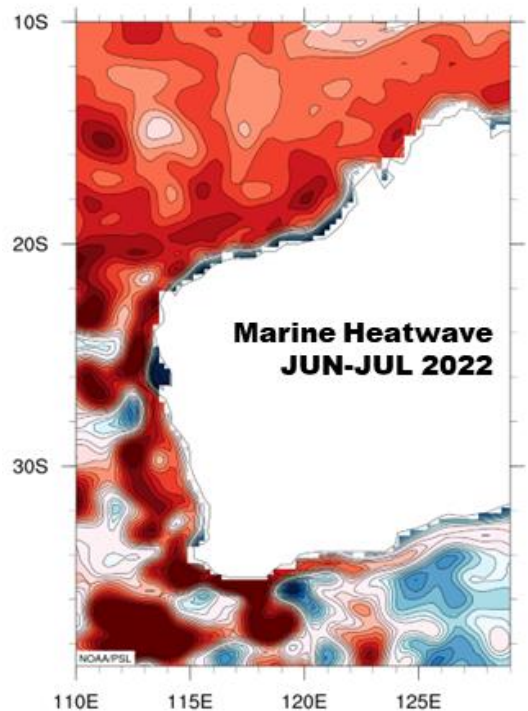 10S
20S
Marine Heatwave
JUN-JUL 2022
30S
NOAA/PSL
110E 115E 120E 125E